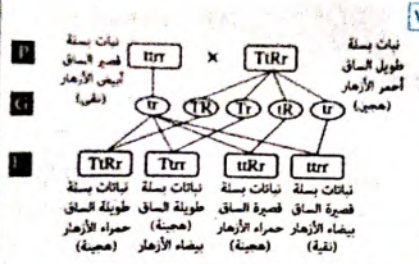 ٧
P
نبات بسلة
قصير الساق
أبيض الأزهار
(نقى)
ttrr
×
TtRr
نبات بسلة
طويل الساق
أحمر الأزهار
(هجين)
G
tr
TR
Tr
tR
tr
TtRr
Ttrr
ttRr
ttrr
نباتات بسلة
طويلة الساق
حمراء الأزهار
(هجينة)
نباتات بسلة
طويلة الساق
(هجينة)
بيضاء الأزهار
نباتات بسلة
قصيرة الساق
حمراء الأزهار
(هجينة)
نباتات بسلة
قصيرة الساق
بيضاء الأزهار
(نقية)